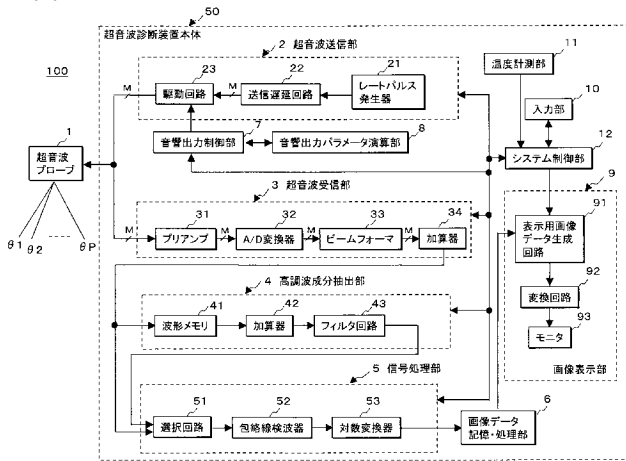 50
超音波診断装置本体
100
2 超音波送信部
23
駆動回路
M
22
送信遅延回路
21
レートパルス
発生器
M
11
温度計測部
10
入力部
12
システム制御部
7
音響出力制御部
8
音響出力パラメータ演算部
1
超音波
プローブ
θ1
θ2
θP
3 超音波受信部
M
31
プリアンプ
M
32
A/D変換器
M
33
ビームフォーマ
M
34
加算器
9
91
表示用画像
データ生成
回路
92
変換回路
93
モニタ
画像表示部
4 高調波成分抽出部
41
波形メモリ
42
加算器
43
フィルタ回路
5 信号処理部
51
選択回路
52
包絡線検波器
53
対数変換器
6
画像データ
記憶・処理部